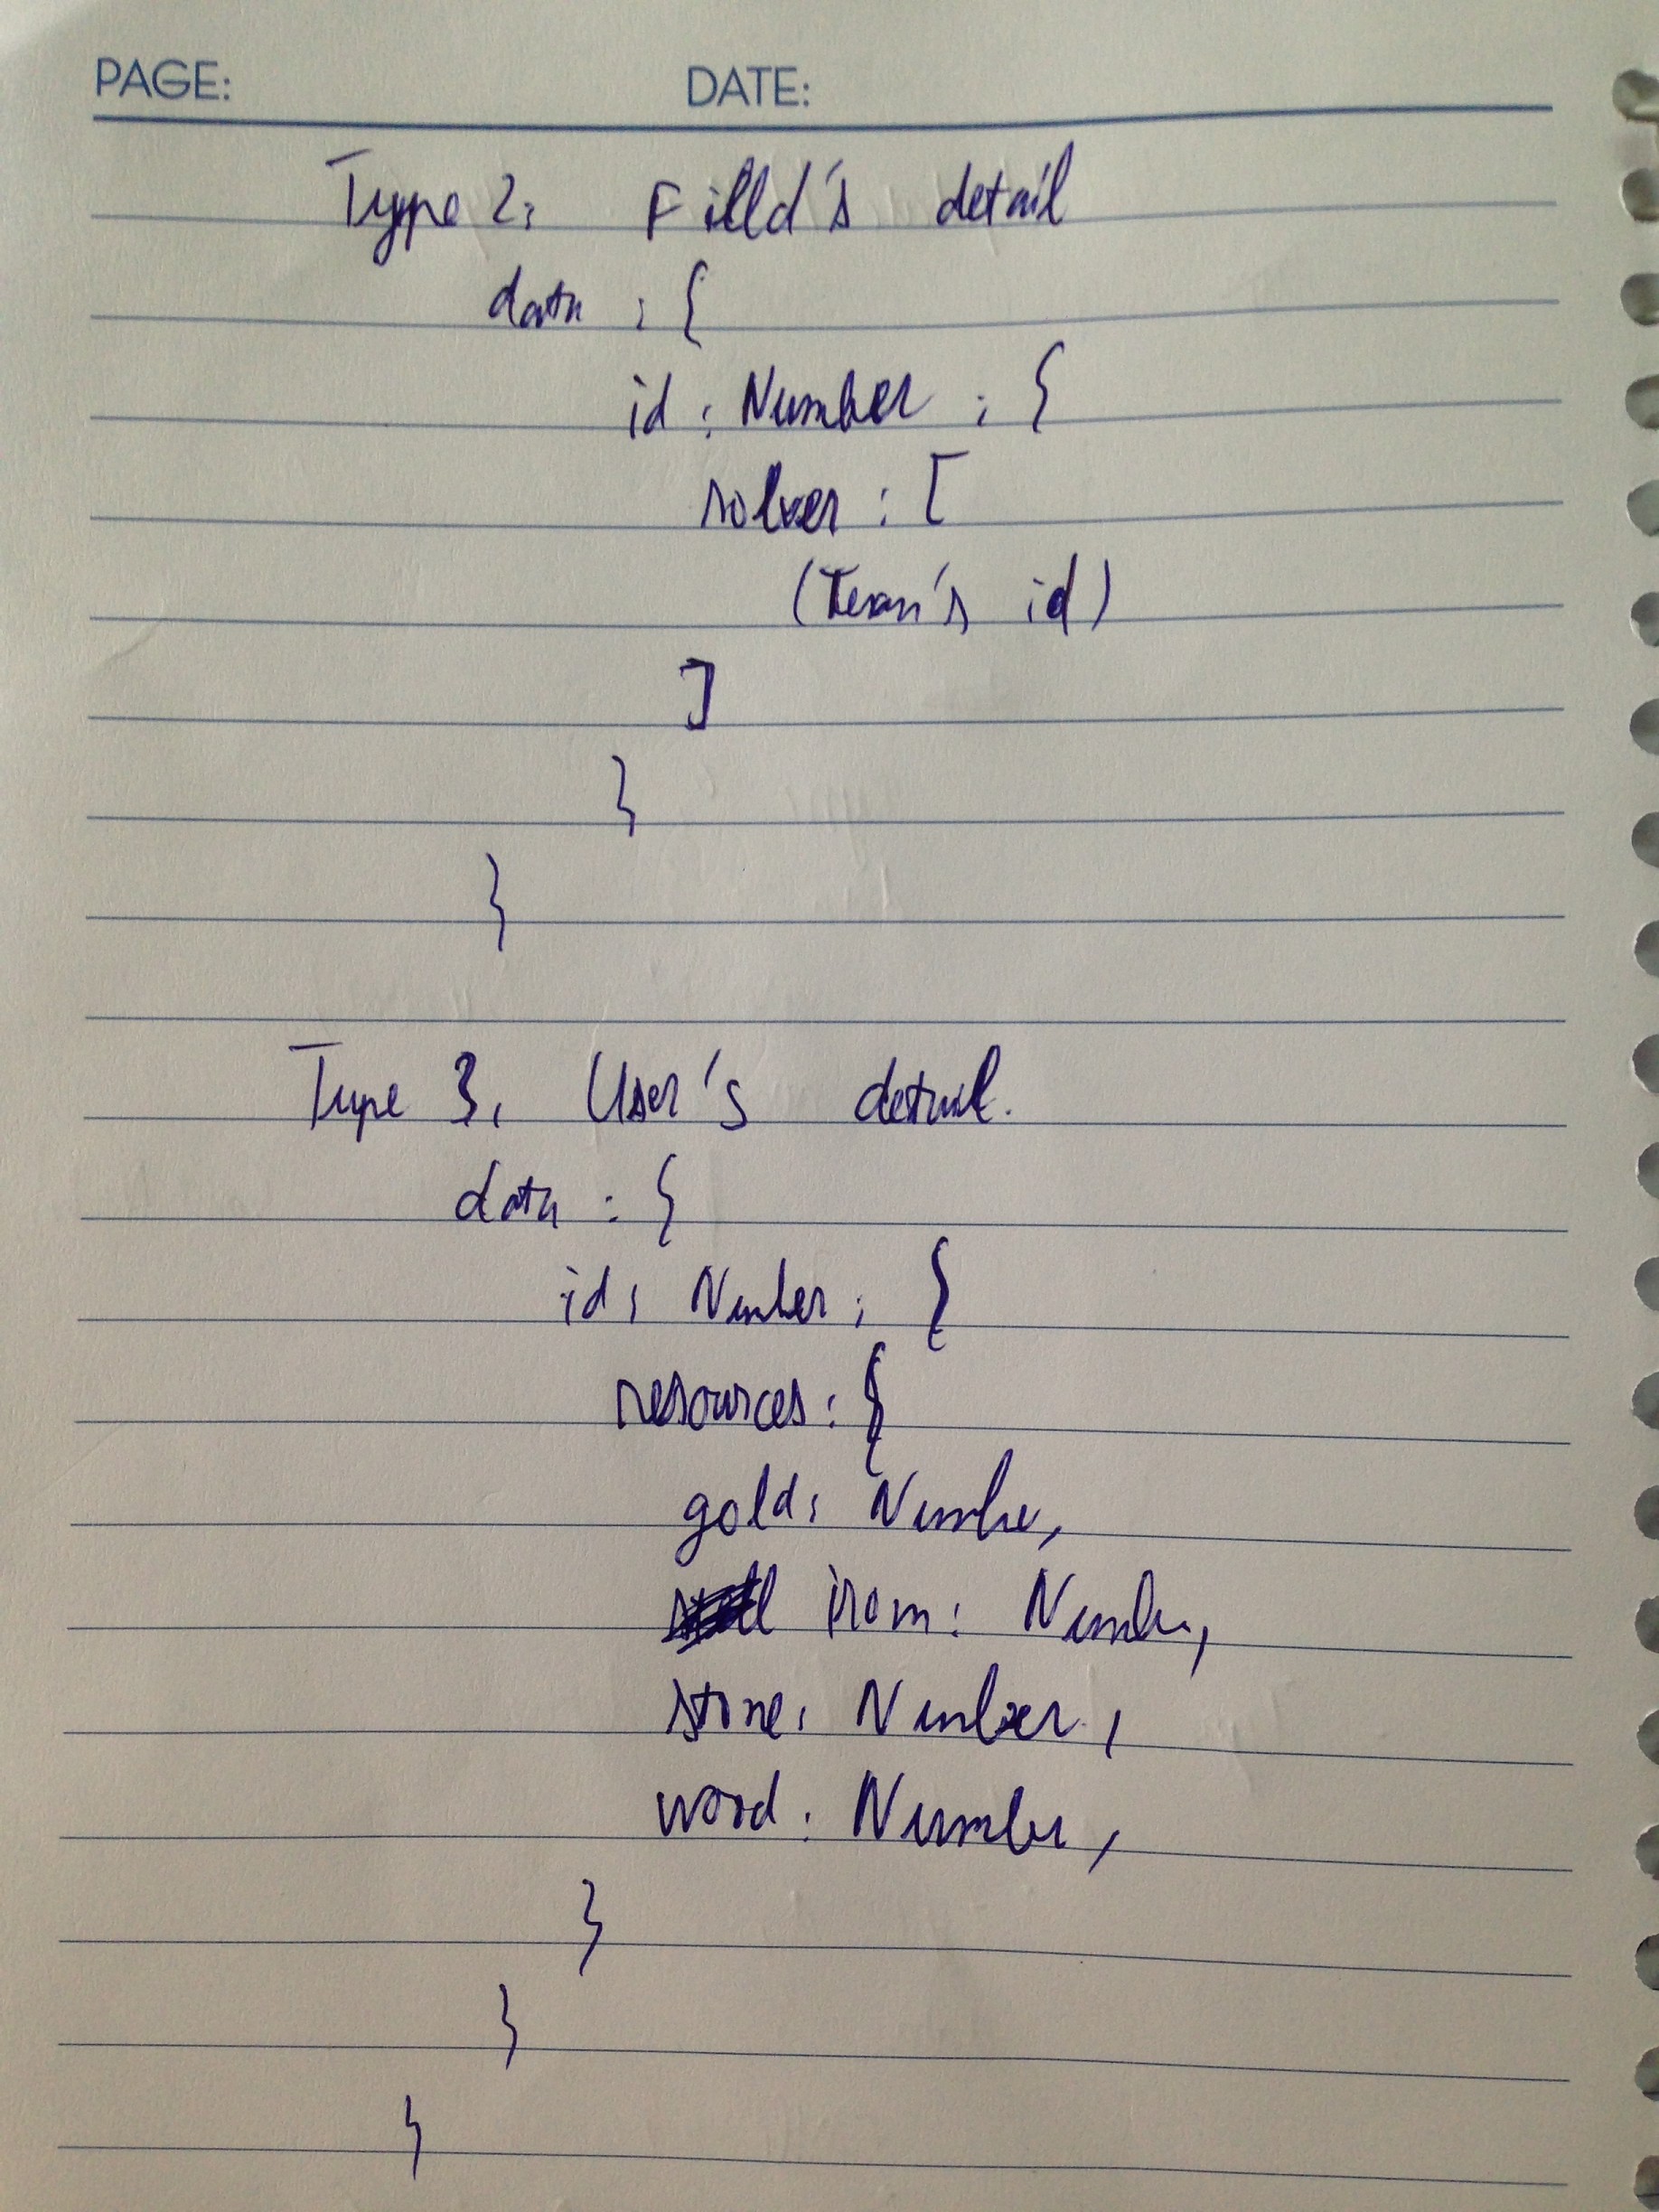 PAGE: DATE:
Type 2: Filld's detail
data : {
id : Number : {
solver : [
(Team's id)
]
}
}
Type 3: User's detail.
data : {
id : Number : {
resources : {
gold : Number,
iron : Number,
stone : Number,
wood : Number,
}
}
}